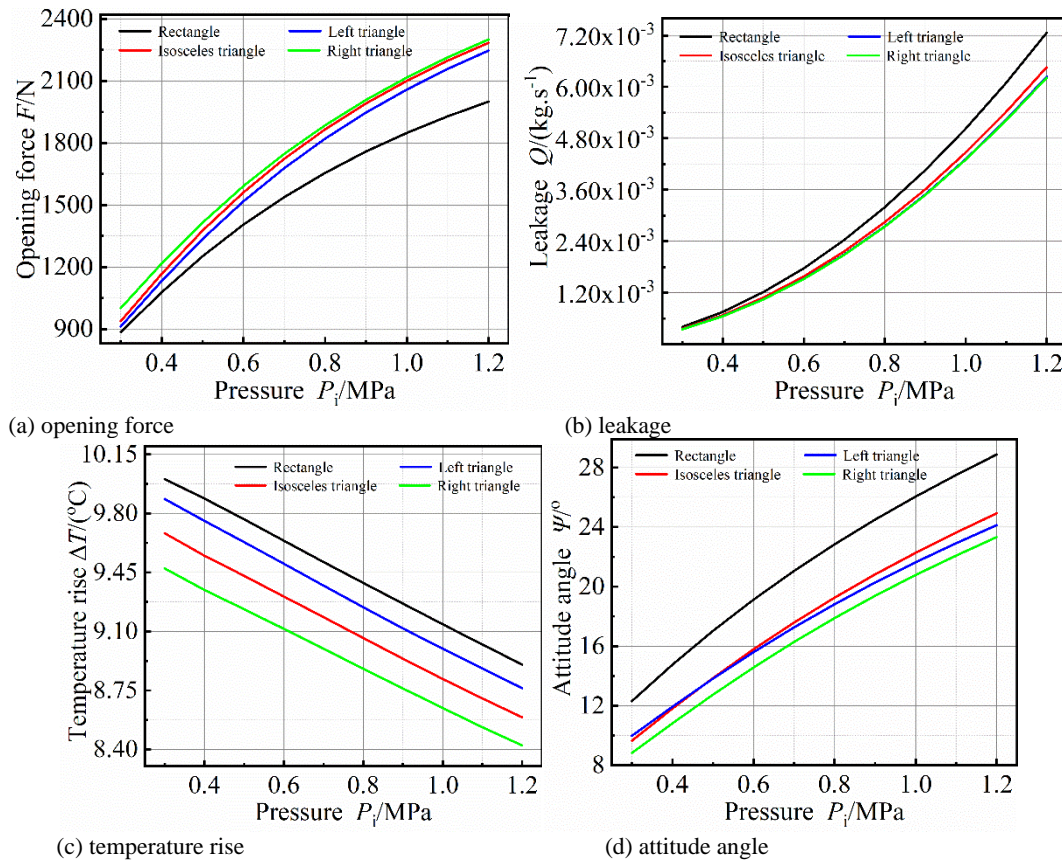 2400
2100
1800
1500
1200
900
Opening force F/N
Rectangle
Left triangle
Isosceles triangle
Right triangle
0.4 0.6 0.8 1.0 1.2
Pressure Pi/MPa
(a) opening force
7.20x10-3
6.00x10-3
4.80x10-3
3.60x10-3
2.40x10-3
1.20x10-3
Leakage Q/(kg.s-1)
Rectangle
Left triangle
Isosceles triangle
Right triangle
0.4 0.6 0.8 1.0 1.2
Pressure Pi/MPa
(b) leakage
10.15
9.80
9.45
9.10
8.75
8.40
Temperature rise ΔT/(°C)
Rectangle
Left triangle
Isosceles triangle
Right triangle
0.4 0.6 0.8 1.0 1.2
Pressure Pi/MPa
(c) temperature rise
28
24
20
16
12
8
Attitude angle Ψ/°
Rectangle
Left triangle
Isosceles triangle
Right triangle
0.4 0.6 0.8 1.0 1.2
Pressure Pi/MPa
(d) attitude angle